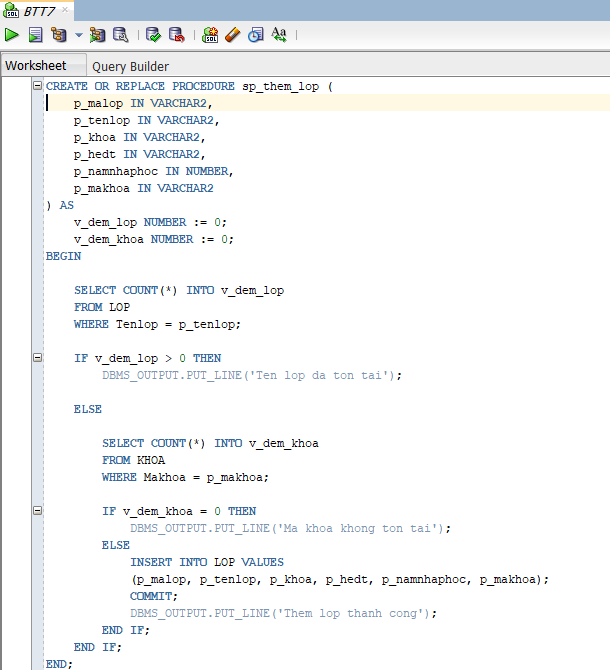 BTT7
SQL
Worksheet Query Builder
CREATE OR REPLACE PROCEDURE sp_them_lop (
    p_malop IN VARCHAR2,
    p_tenlop IN VARCHAR2,
    p_khoa IN VARCHAR2,
    p_hedt IN VARCHAR2,
    p_namnhaphoc IN NUMBER,
    p_makhoa IN VARCHAR2
) AS
    v_dem_lop NUMBER := 0;
    v_dem_khoa NUMBER := 0;
BEGIN
    SELECT COUNT(*) INTO v_dem_lop
    FROM LOP
    WHERE Tenlop = p_tenlop;
    IF v_dem_lop > 0 THEN
        DBMS_OUTPUT.PUT_LINE('Ten lop da ton tai');
    ELSE
        SELECT COUNT(*) INTO v_dem_khoa
        FROM KHOA
        WHERE Makhoa = p_makhoa;
        IF v_dem_khoa = 0 THEN
            DBMS_OUTPUT.PUT_LINE('Ma khoa khong ton tai');
        ELSE
            INSERT INTO LOP VALUES
            (p_malop, p_tenlop, p_khoa, p_hedt, p_namnhaphoc, p_makhoa);
            COMMIT;
            DBMS_OUTPUT.PUT_LINE('Them lop thanh cong');
        END IF;
    END IF;
END;